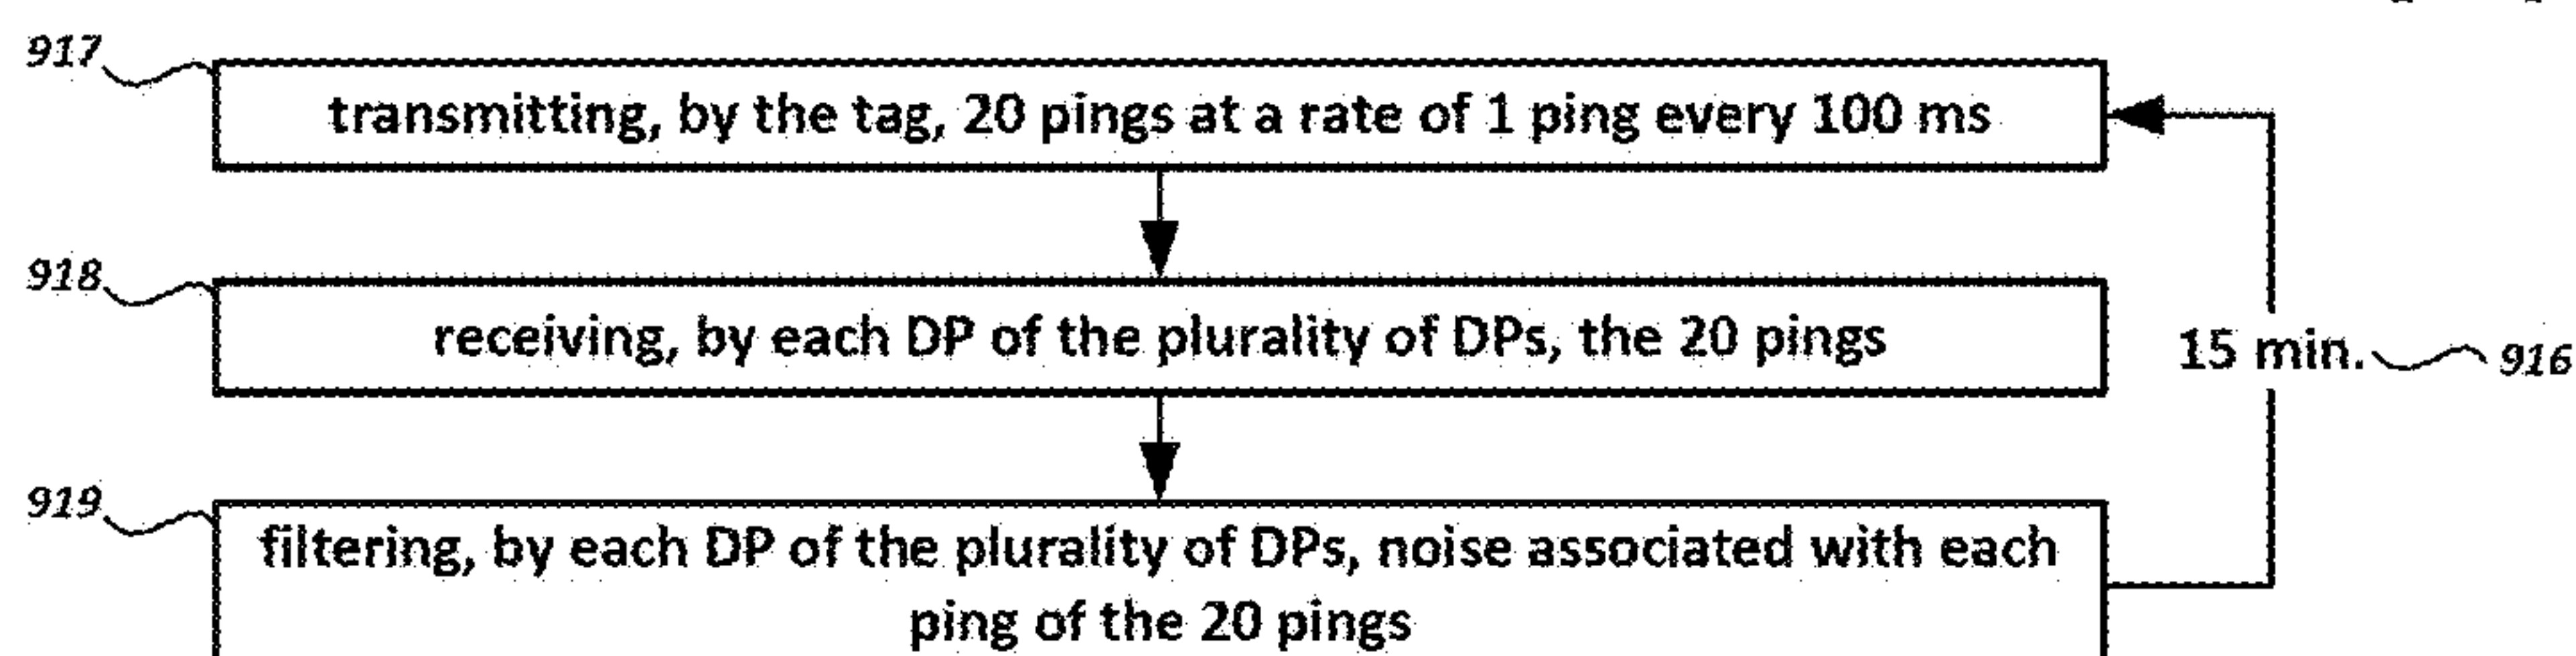 917
transmitting, by the tag, 20 pings at a rate of 1 ping every 100 ms
918
receiving, by each DP of the plurality of DPs, the 20 pings
15 min.
916
919
filtering, by each DP of the plurality of DPs, noise associated with each
ping of the 20 pings